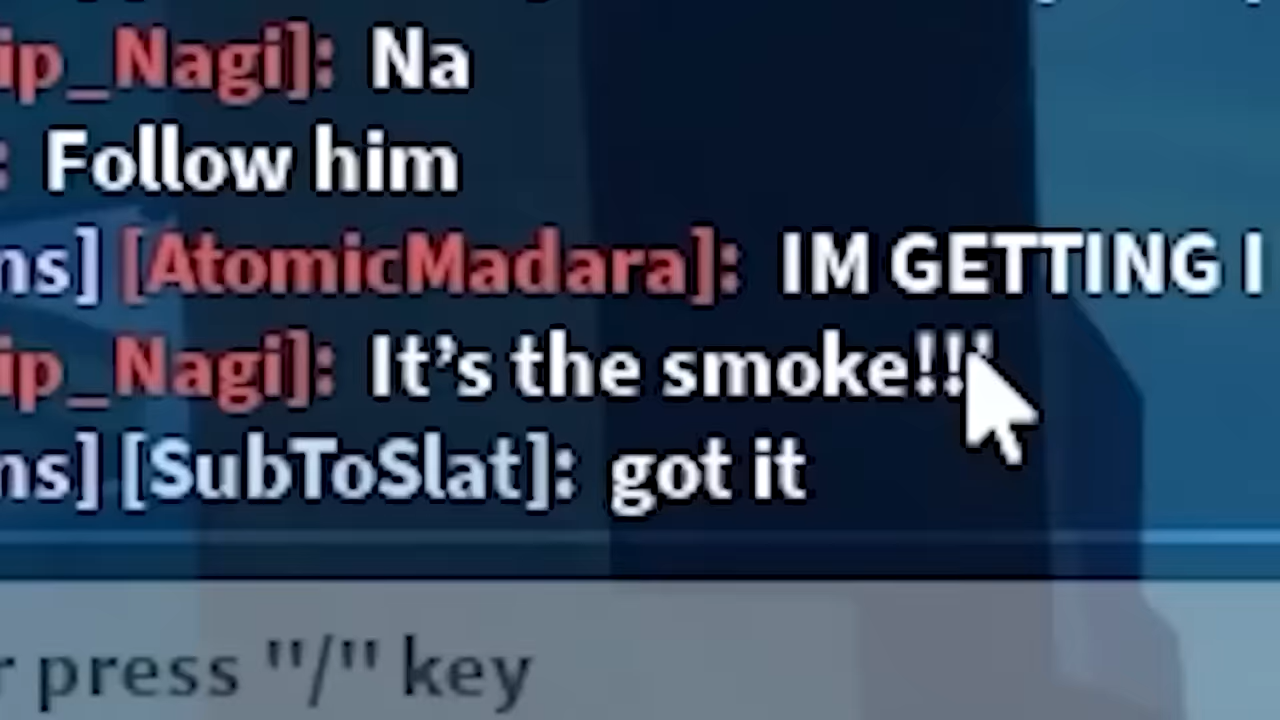 ip_Nagi]: Na
: Follow him
ns] [AtomicMadara]: IM GETTING I
ip_Nagi]: It’s the smoke!!!
ns] [SubToSlat]: got it
r press "/" key